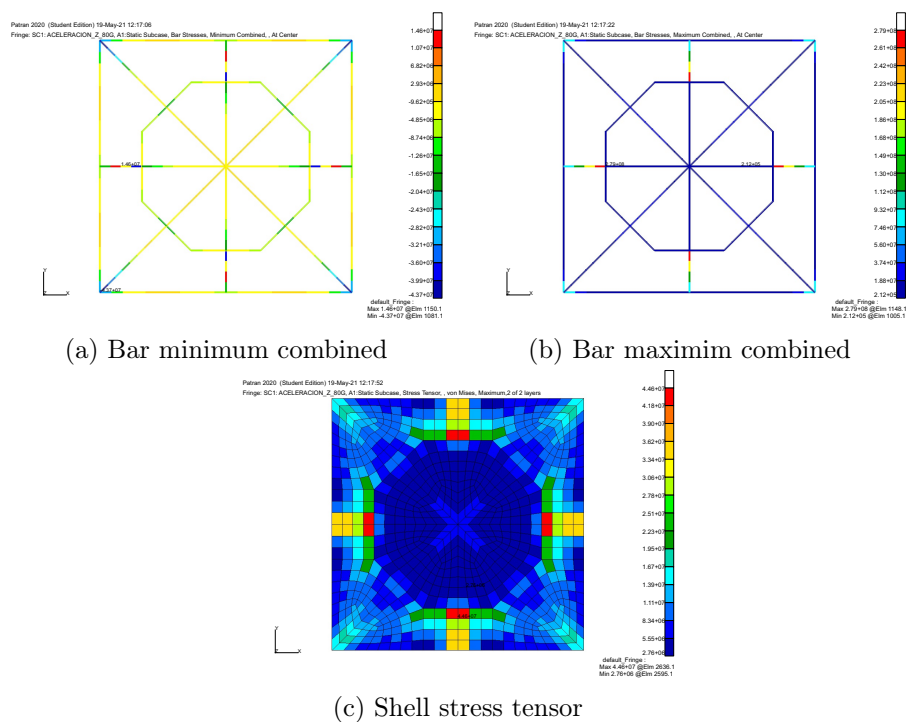 Patran 2020 (Student Edition) 19-May-21 12:17:06
Fringe: SC1: ACELERACION_Z_80G, A1:Static Subcase, Bar Stresses, Minimum Combined, , At Center
1.46+07
1.07+07
6.82+06
2.93+06
-9.62+05
-4.85+06
-8.74+06
-1.26+07
-1.65+07
-2.04+07
-2.43+07
-2.82+07
-3.21+07
-3.60+07
-3.99+07
-4.37+07
1.46+07
-4.37+07
Y
Z
X
default_Fringe :
Max 1.46+07 @Elm 1150.1
Min -4.37+07 @Elm 1081.1
(a) Bar minimum combined
Patran 2020 (Student Edition) 19-May-21 12:17:22
Fringe: SC1: ACELERACION_Z_80G, A1:Static Subcase, Bar Stresses, Maximum Combined, , At Center
2.79+08
2.61+08
2.42+08
2.23+08
2.05+08
1.86+08
1.68+08
1.49+08
1.30+08
1.12+08
9.32+07
7.46+07
5.60+07
3.74+07
1.88+07
2.12+05
2.79+08
2.12+05
Y
Z
X
default_Fringe :
Max 2.79+08 @Elm 1148.1
Min 2.12+05 @Elm 1005.1
(b) Bar maximim combined
Patran 2020 (Student Edition) 19-May-21 12:17:52
Fringe: SC1: ACELERACION_Z_80G, A1:Static Subcase, Stress Tensor, , von Mises, Maximum,2 of 2 layers
4.46+07
4.18+07
3.90+07
3.62+07
3.34+07
3.06+07
2.78+07
2.51+07
2.23+07
1.95+07
1.67+07
1.39+07
1.11+07
8.34+06
5.55+06
2.76+06
Y
Z
X
default_Fringe :
Max 4.46+07 @Elm 2636.1
Min 2.76+06 @Elm 2595.1
(c) Shell stress tensor